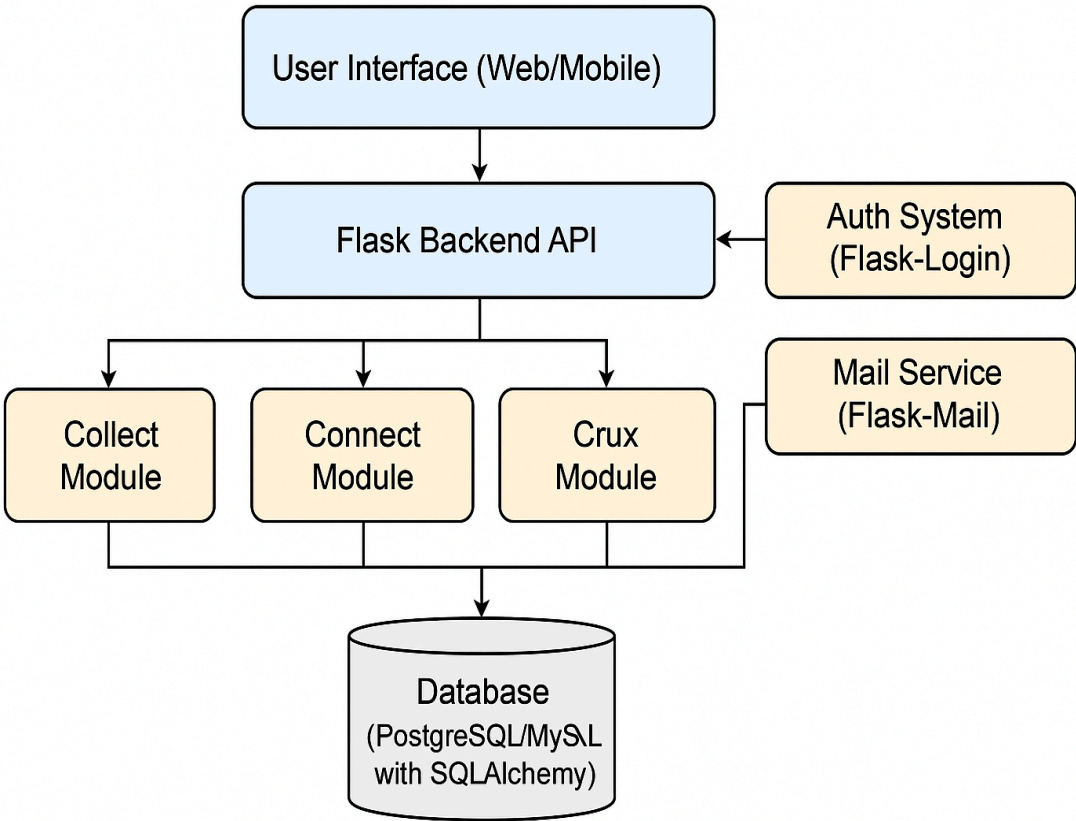 User Interface (Web/Mobile)
Flask Backend API
Auth System
(Flask-Login)
Mail Service
(Flask-Mail)
Collect
Module
Connect
Module
Crux
Module
Database
(PostgreSQL/MyS\L
with SQLAlchemy)